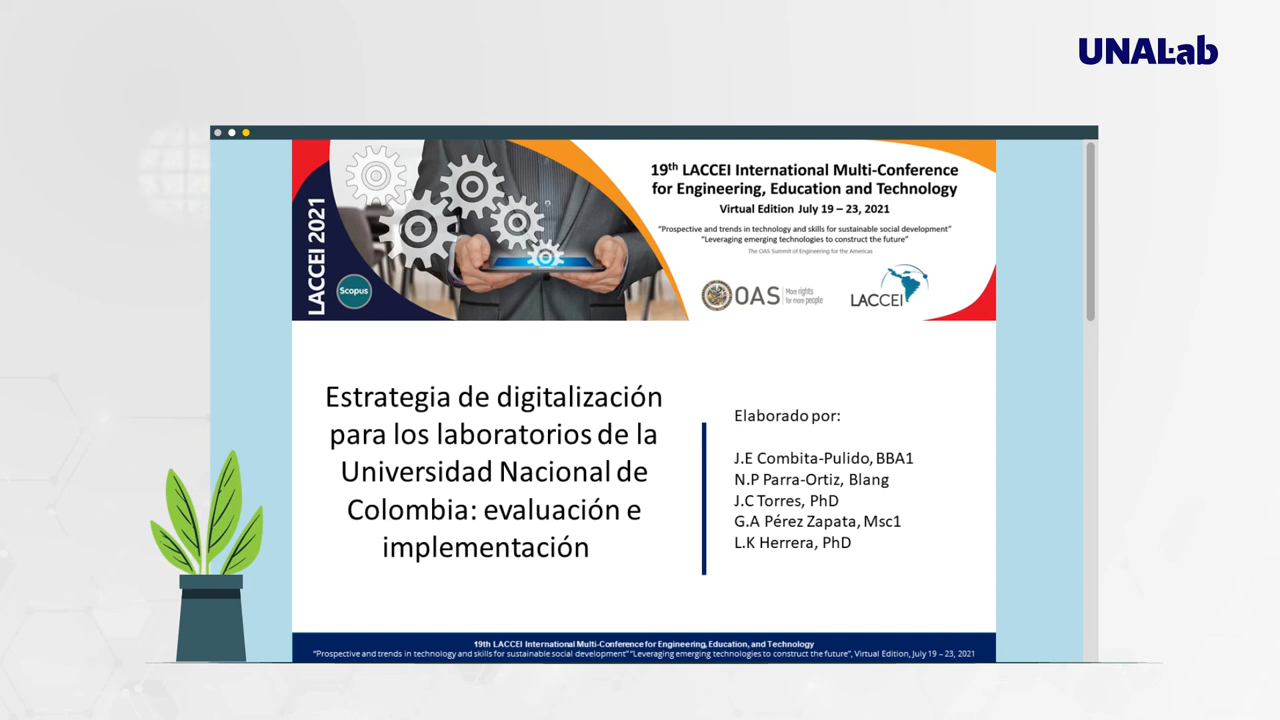 UNALab
LACCEI 2021
Scopus
19th LACCEI International Multi-Conference
for Engineering, Education and Technology
Virtual Edition July 19 – 23, 2021
"Prospective and trends in technology and skills for sustainable social development"
"Leveraging emerging technologies to construct the future"
The OAS Summit of Engineering for the Americas
OAS
More rights
for more people
LACCEI
Estrategia de digitalización
para los laboratorios de la
Universidad Nacional de
Colombia: evaluación e
implementación
Elaborado por:
J.E Combita-Pulido, BBA1
N.P Parra-Ortiz, Blang
J.C Torres, PhD
G.A Pérez Zapata, Msc1
L.K Herrera, PhD
19th LACCEI International Multi-Conference for Engineering, Education, and Technology
"Prospective and trends in technology and skills for sustainable social development" "Leveraging emerging technologies to construct the future", Virtual Edition, July 19 – 23, 2021